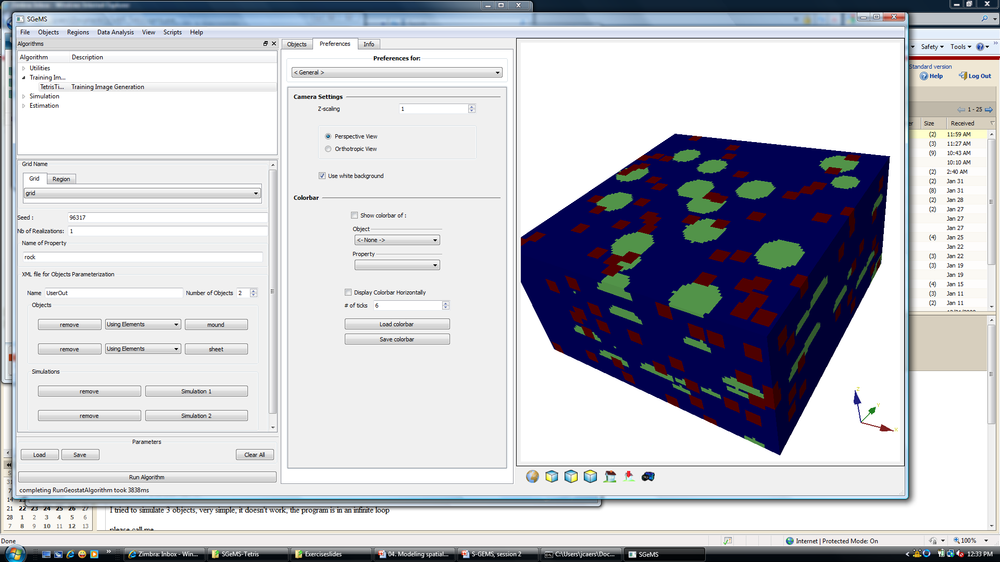 SGeMS
File Objects Regions Data Analysis View Scripts Help
Algorithms
Algorithm Description
Utilities
Training Im...
TetrisTi... Training Image Generation
Simulation
Estimation
Grid Name
Grid Region
grid
Seed : 96317
Nb of Realizations: 1
Name of Property
rock
XML file for Objects Parameterization
Name UserOut Number of Objects 2
Objects
remove Using Elements mound
remove Using Elements sheet
Simulations
remove Simulation 1
remove Simulation 2
Parameters
Load Save Clear All
Run Algorithm
completing RunGeostatAlgorithm took 3838ms
Objects Preferences Info
Preferences for:
< General >
Camera Settings
Z-scaling 1
Perspective View
Orthotropic View
Use white background
Colorbar
Show colorbar of :
Object
<- None ->
Property
Display Colorbar Horizontally
# of ticks 6
Load colorbar
Save colorbar
Z
Y
X
Safety Tools
Standard version
Help Log Out
1 - 25
er Size Received
(2) 11:59 AM
(3) 11:27 AM
(9) 10:43 AM
10:10 AM
(2) 2:40 AM
(2) Jan 31
(8) Jan 31
(2) Jan 28
(2) Jan 27
Jan 27
Jan 27
(4) Jan 25
Jan 22
(3) Jan 22
(3) Jan 19
Jan 19
(4) Jan 15
(3) Jan 11
(2) Jan 11
S
31
7
14
21 22 23 24 25 26 27
28 1 2 3 4 5 6
7 8 9 10 11 12 13
I tried to simulate 3 objects, very simple, it doesn't work, the program is in an infinite loop
please call me
Done
Internet | Protected Mode: On
100%
Zimbra: Inbox - Win...
SGeMS-Tetris
Exerciseslides
04. Modeling spatial...
S-GEMS, session 2
C:\Users\jcaers\Doc...
SGeMS
12:33 PM